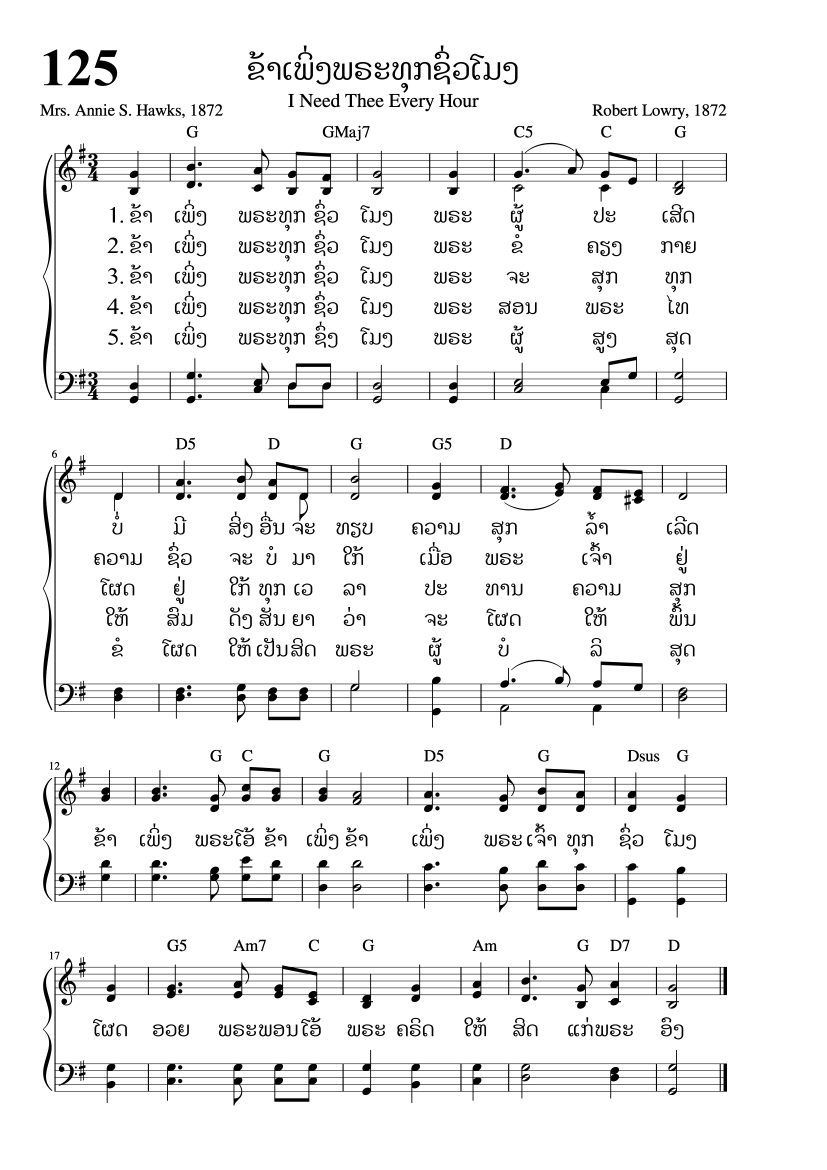 125
ຂ້າເພິ່ງພຣະທຸກຊົ່ວໂມງ
I Need Thee Every Hour
Mrs. Annie S. Hawks, 1872
Robert Lowry, 1872
G GMaj7 C5 C G
3/4
1. ຂ້າ ເພິ່ງ ພຣະທຸກ ຊົ່ວ ໂມງ ພຣະ ຜູ້ ປະ ເສີດ
2. ຂ້າ ເພິ່ງ ພຣະທຸກ ຊົ່ວ ໂມງ ພຣະ ຂໍ ຄຽງ ກາຍ
3. ຂ້າ ເພິ່ງ ພຣະທຸກ ຊົ່ວ ໂມງ ພຣະ ຈະ ສຸກ ທຸກ
4. ຂ້າ ເພິ່ງ ພຣະທຸກ ຊົ່ວ ໂມງ ພຣະ ສອນ ພຣະ ໄທ
5. ຂ້າ ເພິ່ງ ພຣະທຸກ ຊົ່ງ ໂມງ ພຣະ ຜູ້ ສູງ ສຸດ
3/4
6
D5 D G G5 D
ບໍ່ ມີ ສິ່ງ ອື່ນ ຈະ ທຽບ ຄວາມ ສຸກ ລ້ຳ ເລີດ
ຄວາມ ຊົ່ວ ຈະ ບໍ ມາ ໃກ້ ເມື່ອ ພຣະ ເຈົ້າ ຢູ່
ໂຜດ ຢູ່ ໃກ້ ທຸກ ເວ ລາ ປະ ທານ ຄວາມ ສຸກ
ໃຫ້ ສົມ ດັງ ສັນ ຍາ ວ່າ ຈະ ໂຜດ ໃຫ້ ພົ້ນ
ຂໍ ໂຜດ ໃຫ້ ເປັນ ສິດ ພຣະ ຜູ້ ບໍ ລິ ສຸດ
12
G C G D5 G Dsus G
ຂ້າ ເພິ່ງ ພຣະໂອ້ ຂ້າ ເພິ່ງ ຂ້າ ເພິ່ງ ພຣະ ເຈົ້າ ທຸກ ຊົ່ວ ໂມງ
17
G5 Am7 C G Am G D7 D
ໂຜດ ອວຍ ພຣະພອນໂອ້ ພຣະ ຄຣິດ ໃຫ້ ສິດ ແກ່ພຣະ ອົງ